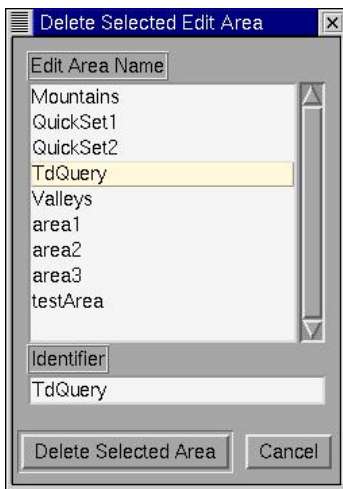 Delete Selected Edit Area
Edit Area Name
Mountains
QuickSet1
QuickSet2
TdQuery
Valleys
area1
area2
area3
testArea
Identifier
TdQuery
Delete Selected Area
Cancel